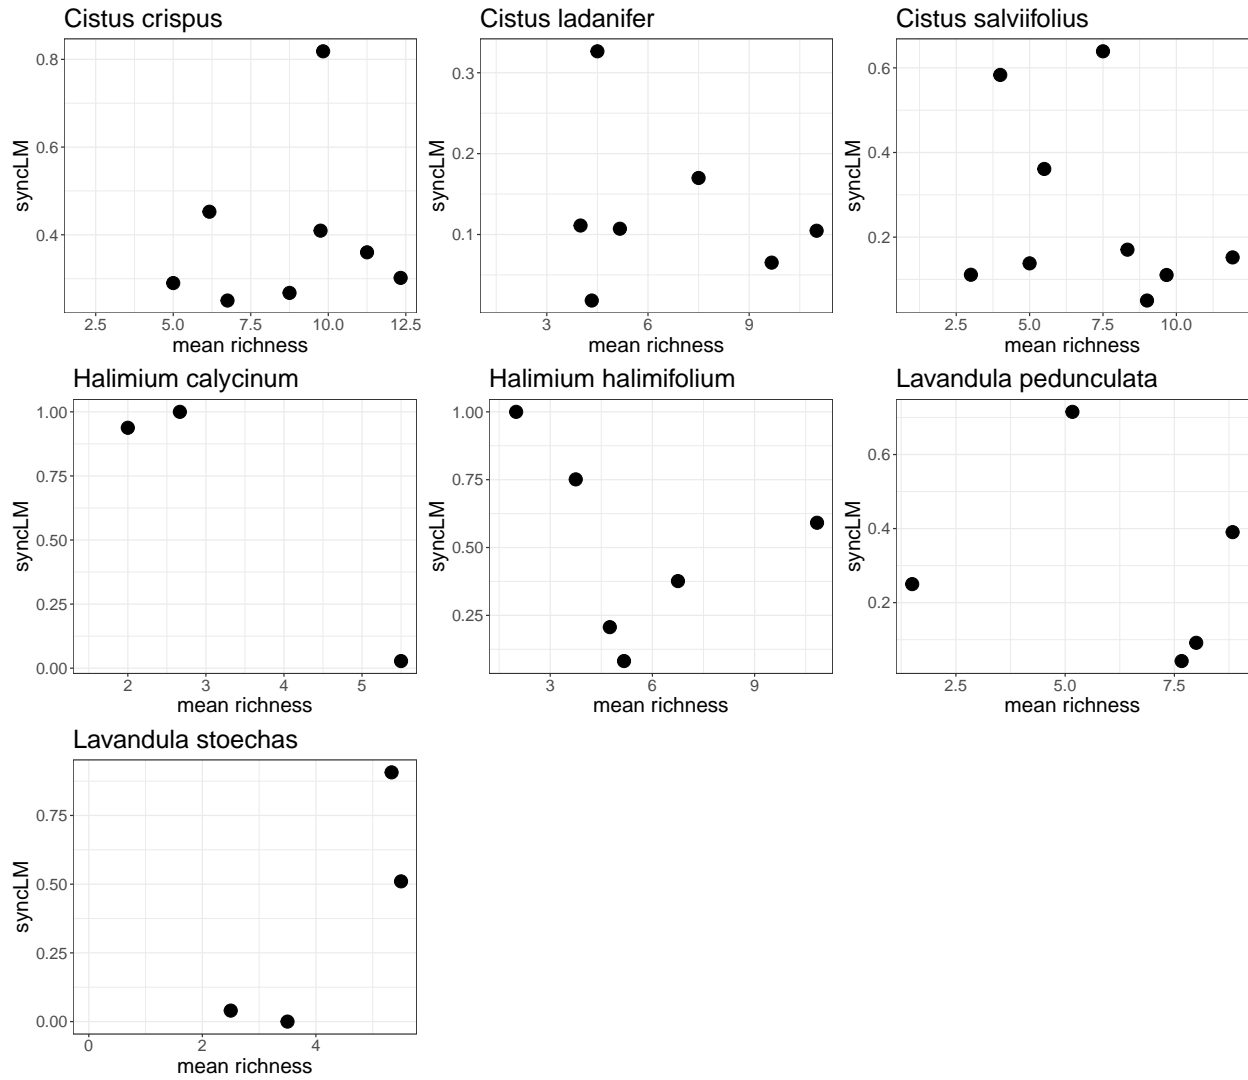 Cistus crispus
0.8
0.6
0.4
syncLM
2.5 5.0 7.5 10.0 12.5
mean richness
Cistus ladanifer
0.3
0.2
0.1
syncLM
3 6 9
mean richness
Cistus salviifolius
0.6
0.4
0.2
syncLM
2.5 5.0 7.5 10.0
mean richness
Halimium calycinum
1.00
0.75
0.50
0.25
0.00
syncLM
2 3 4 5
mean richness
Halimium halimifolium
1.00
0.75
0.50
0.25
syncLM
3 6 9
mean richness
Lavandula pedunculata
0.6
0.4
0.2
syncLM
2.5 5.0 7.5
mean richness
Lavandula stoechas
0.75
0.50
0.25
0.00
syncLM
0 2 4
mean richness